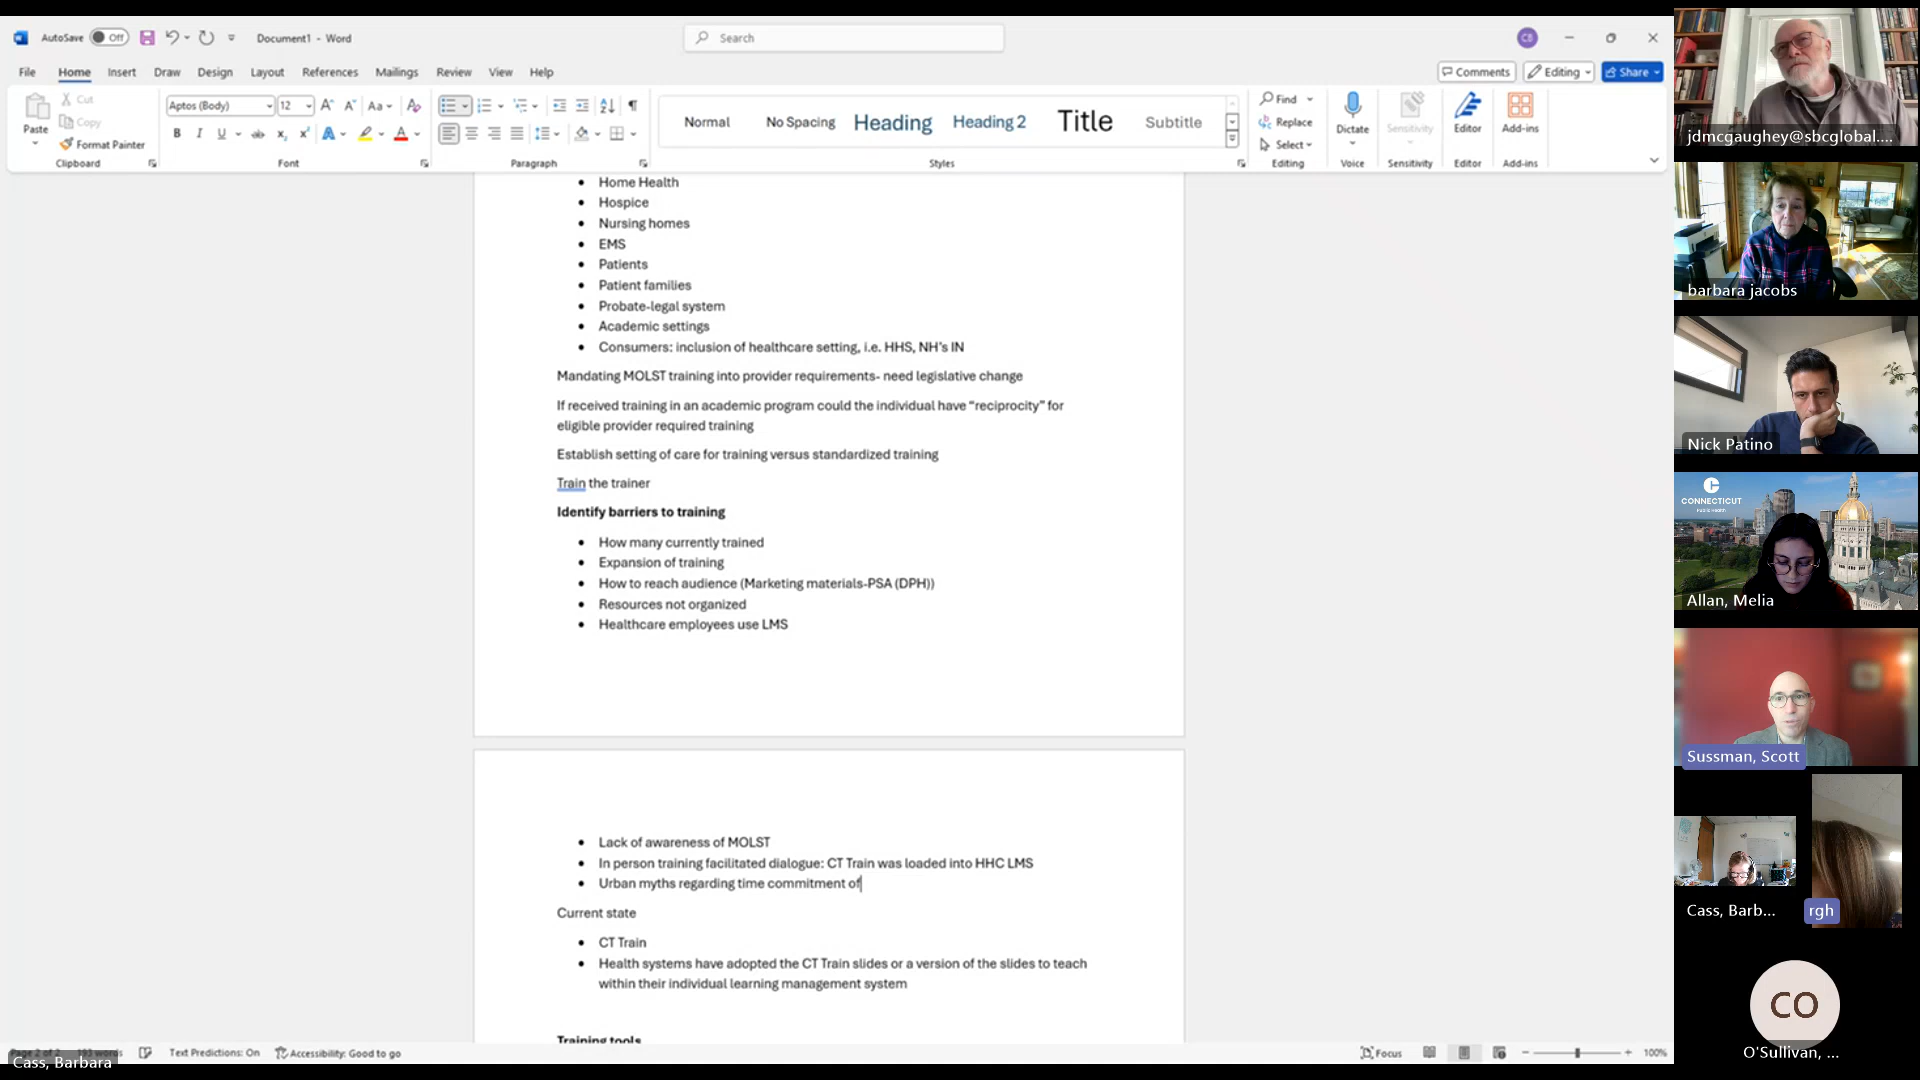 AutoSave Off Document1 - Word Search CB
File Home Insert Draw Design Layout References Mailings Review View Help Comments Editing Share
Paste Cut Copy Format Painter Clipboard
Aptos (Body) 12 Font
Paragraph
Normal No Spacing Heading Heading 2 Title Subtitle Styles
Find Replace Select Editing
Dictate Voice
Sensitivity Sensitivity
Editor Editor
Add-ins Add-ins
• Home Health
• Hospice
• Nursing homes
• EMS
• Patients
• Patient families
• Probate-legal system
• Academic settings
• Consumers: inclusion of healthcare setting, i.e. HHS, NH's IN
Mandating MOLST training into provider requirements- need legislative change
If received training in an academic program could the individual have “reciprocity” for
eligible provider required training
Establish setting of care for training versus standardized training
Train the trainer
Identify barriers to training
• How many currently trained
• Expansion of training
• How to reach audience (Marketing materials-PSA (DPH))
• Resources not organized
• Healthcare employees use LMS
• Lack of awareness of MOLST
• In person training facilitated dialogue: CT Train was loaded into HHC LMS
• Urban myths regarding time commitment of
Current state
• CT Train
• Health systems have adopted the CT Train slides or a version of the slides to teach
within their individual learning management system
Training tools
Text Predictions: On Accessibility: Good to go Focus 100%
Cass, Barbara
jdmcgaughey@sbcglobal....
barbara jacobs
Nick Patino
CONNECTICUT
Public Health
Allan, Melia
Sussman, Scott
Cass, Barb...
rgh
CO
O'Sullivan, ...